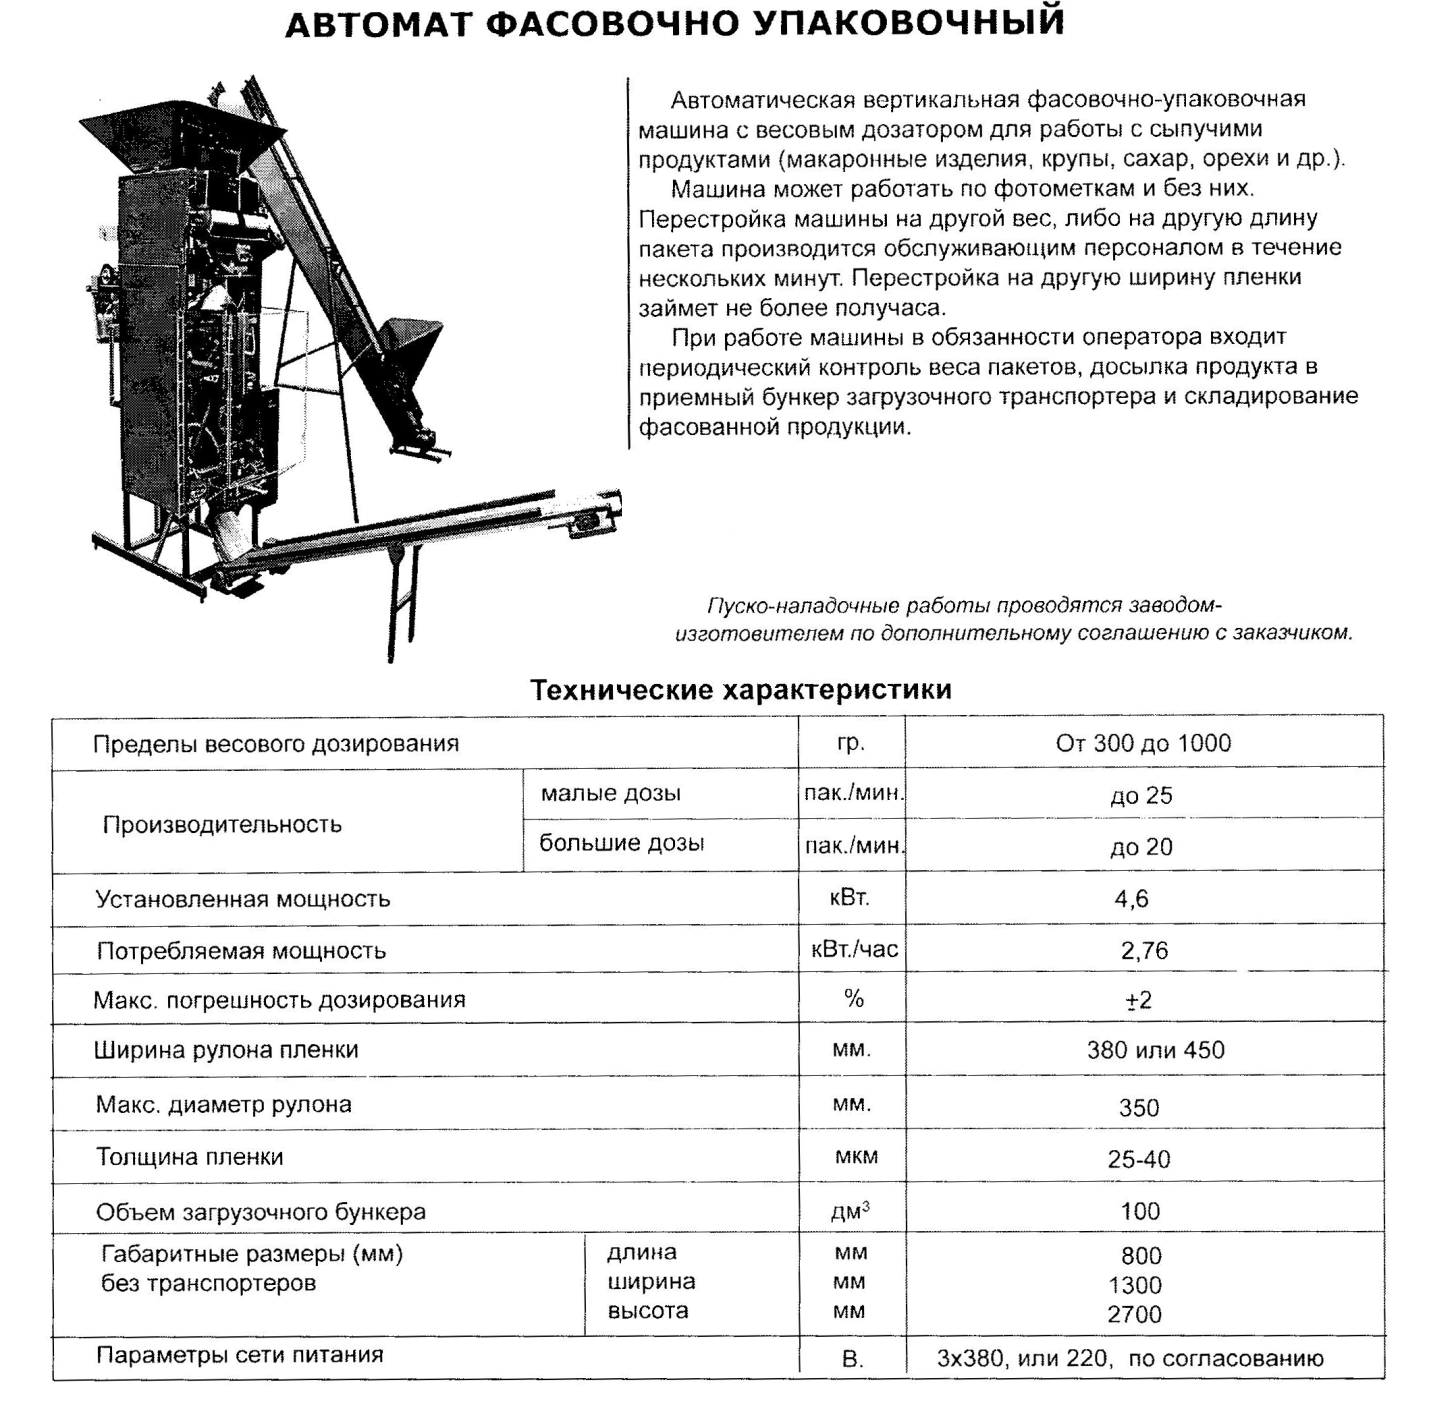 АВТОМАТ ФАСОВОЧНО УПАКОВОЧНЫЙ
Автоматическая вертикальная фасовочно-упаковочная
машина с весовым дозатором для работы с сыпучими
продуктами (макаронные изделия, крупы, сахар, орехи и др.).
Машина может работать по фотометкам и без них.
Перестройка машины на другой вес, либо на другую длину
пакета производится обслуживающим персоналом в течение
нескольких минут. Перестройка на другую ширину пленки
займет не более получаса.
При работе машины в обязанности оператора входит
периодический контроль веса пакетов, досылка продукта в
приемный бункер загрузочного транспортера и складирование
фасованной продукции.
Пуско-наладочные работы проводятся заводом-
изготовителем по дополнительному соглашению с заказчиком.
Технические характеристики
Пределы весового дозирования гр. От 300 до 1000
Производительность
малые дозы пак./мин. до 25
большие дозы пак./мин. до 20
Установленная мощность кВт. 4,6
Потребляемая мощность кВт./час 2,76
Макс. погрешность дозирования % ±2
Ширина рулона пленки мм. 380 или 450
Макс. диаметр рулона мм. 350
Толщина пленки мкм 25-40
Объем загрузочного бункера дм³ 100
Габаритные размеры (мм) длина мм 800
без транспортеров ширина мм 1300
высота мм 2700
Параметры сети питания В. 3х380, или 220, по согласованию